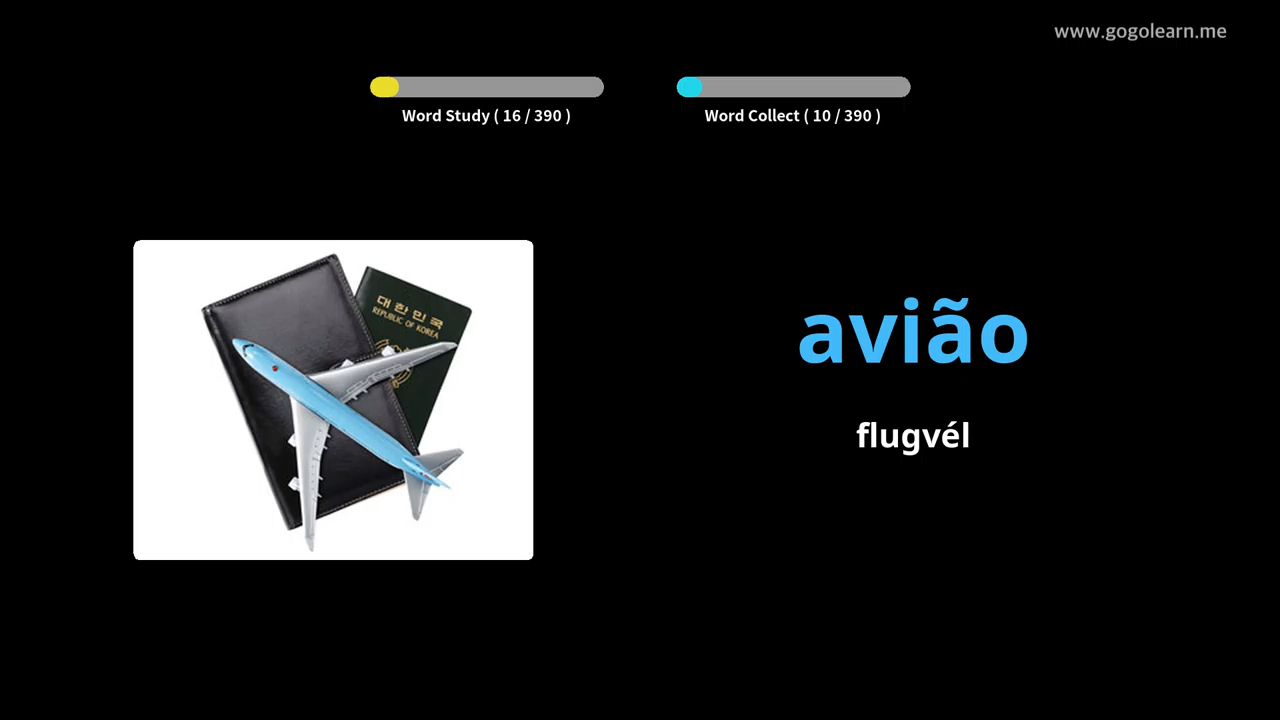 www.gogolearn.me
Word Study ( 16 / 390 )
Word Collect ( 10 / 390 )
대한민국
REPUBLIC OF KOREA
avião
flugvél